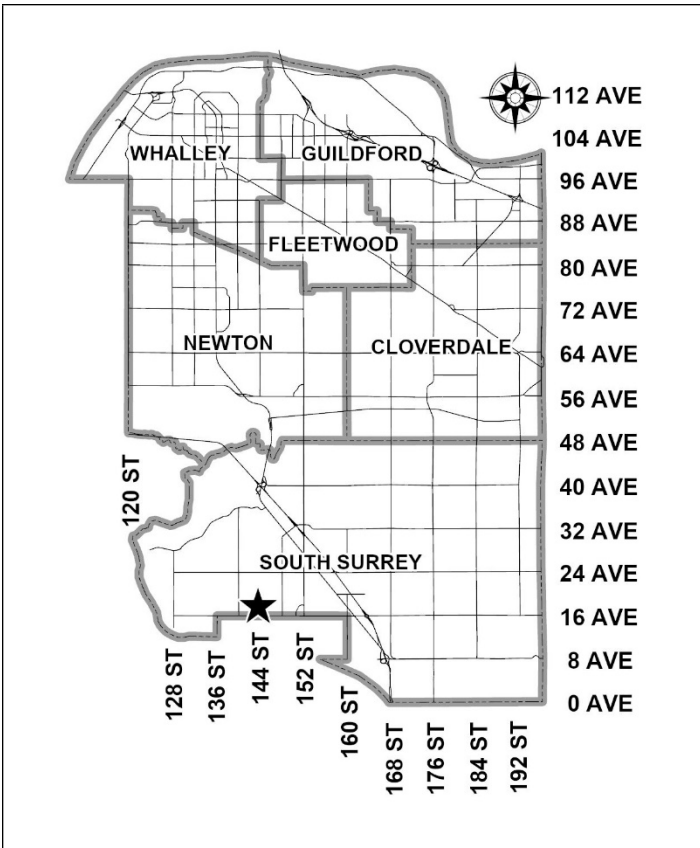 112 AVE
104 AVE
WHALLEY
GUILDFORD
96 AVE
88 AVE
FLEETWOOD
80 AVE
72 AVE
NEWTON
CLOVERDALE
64 AVE
56 AVE
48 AVE
120 ST
40 AVE
32 AVE
SOUTH SURREY
24 AVE
16 AVE
128 ST
136 ST
144 ST
152 ST
160 ST
8 AVE
0 AVE
168 ST
176 ST
184 ST
192 ST